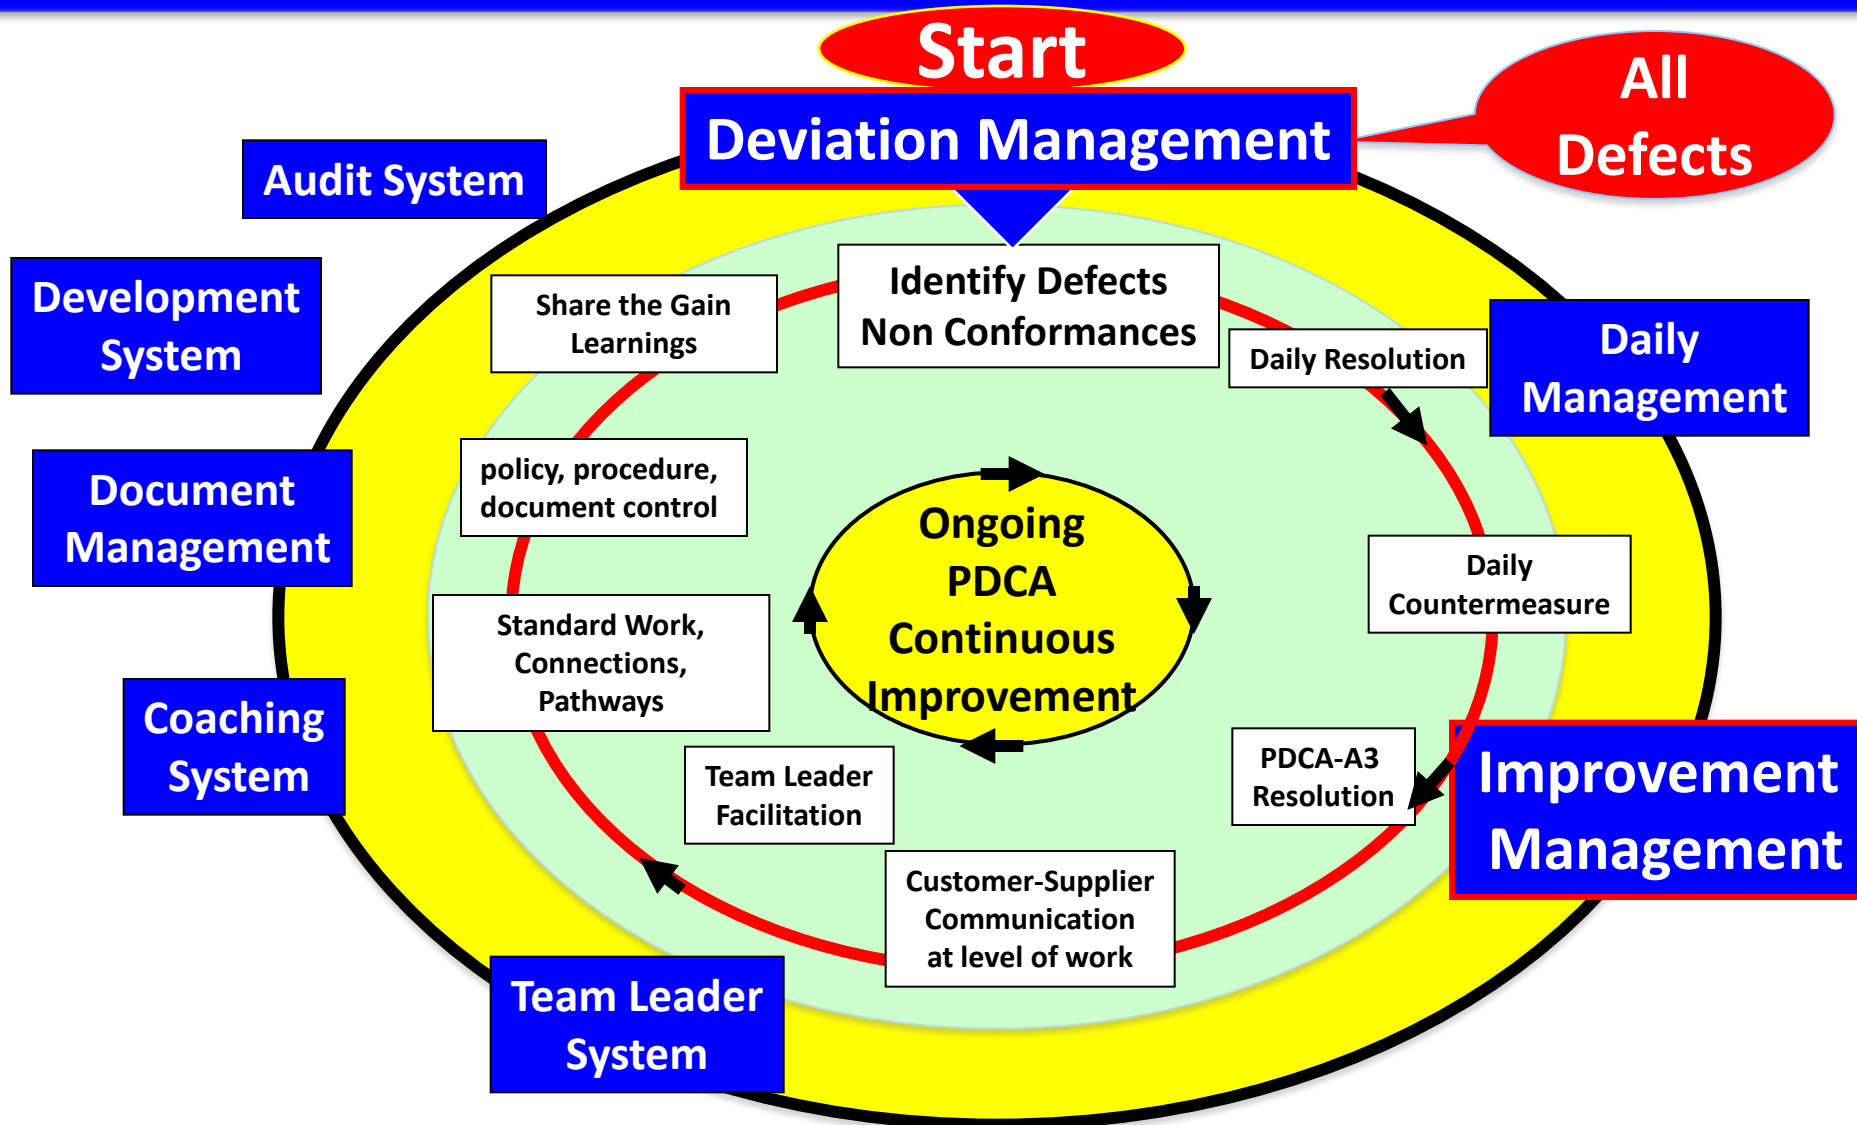 Start
All
Defects
Deviation Management
Audit System
Development
System
Identify Defects
Non Conformances
Share the Gain
Learnings
Daily Resolution
Daily
Management
policy, procedure,
document control
Document
Management
Ongoing
PDCA
Continuous
Improvement
Daily
Countermeasure
Standard Work,
Connections,
Pathways
Coaching
System
Team Leader
Facilitation
PDCA-A3
Resolution
Improvement
Management
Customer-Supplier
Communication
at level of work
Team Leader
System